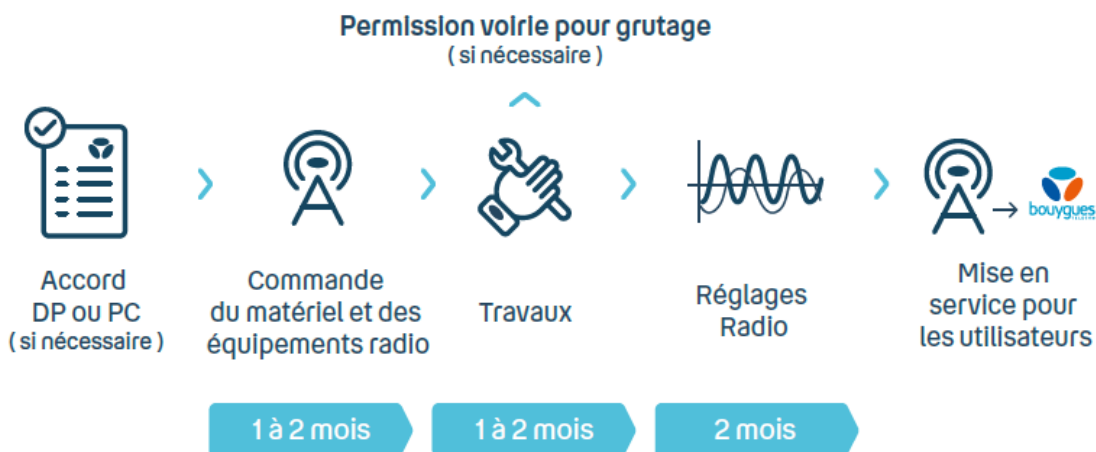 Permission voirie pour grutage
( si nécessaire )
bouygues
TELECOM
Accord
DP ou PC
( si nécessaire )
Commande
du matériel et des
équipements radio
Travaux
Réglages
Radio
Mise en
service pour
les utilisateurs
1 à 2 mois
1 à 2 mois
2 mois